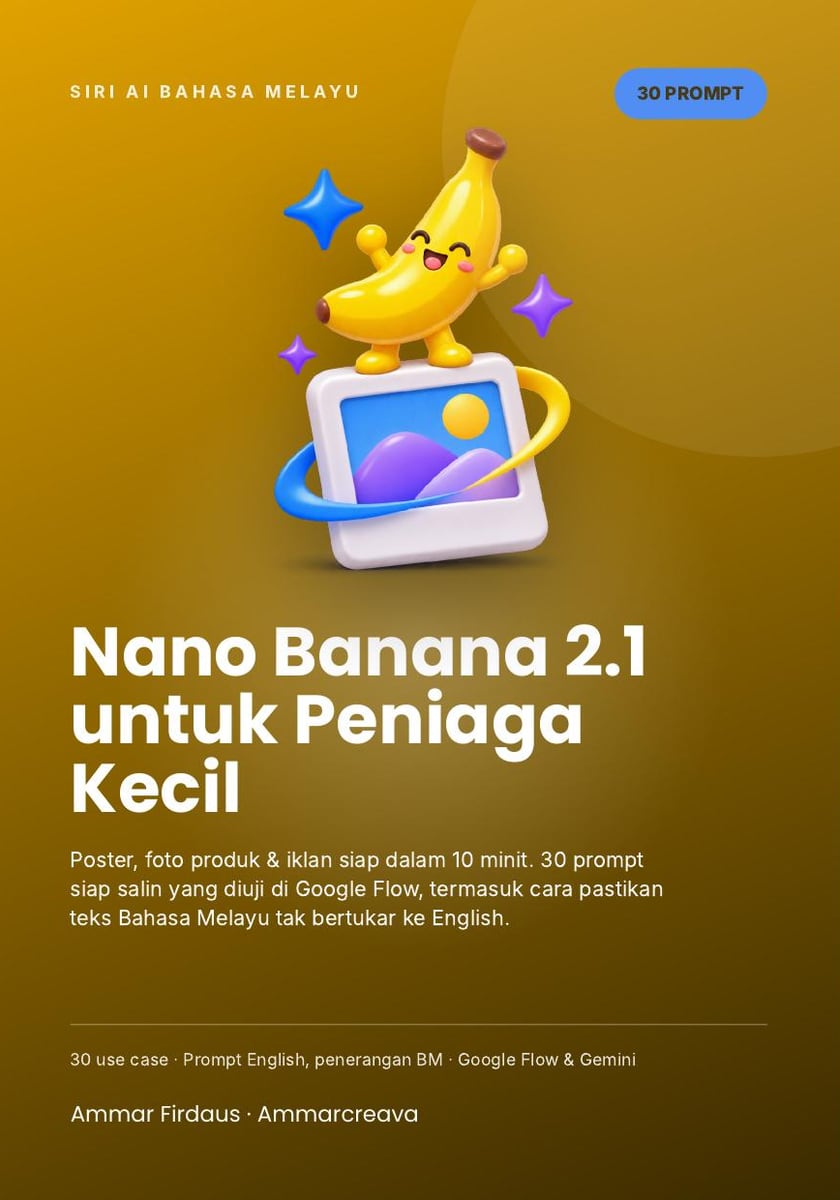 SIRI AI BAHASA MELAYU
30 PROMPT
Nano Banana 2.1
untuk Peniaga
Kecil
Poster, foto produk & iklan siap dalam 10 minit. 30 prompt
siap salin yang diuji di Google Flow, termasuk cara pastikan
teks Bahasa Melayu tak bertukar ke English.
30 use case · Prompt English, penerangan BM · Google Flow & Gemini
Ammar Firdaus · Ammarcreava